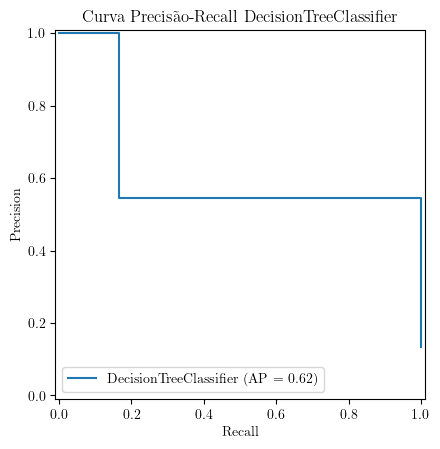 Curva Precisão-Recall DecisionTreeClassifier
1.0
0.8
0.6
0.4
0.2
0.0
Precision
DecisionTreeClassifier (AP = 0.62)
0.0 0.2 0.4 0.6 0.8 1.0
Recall